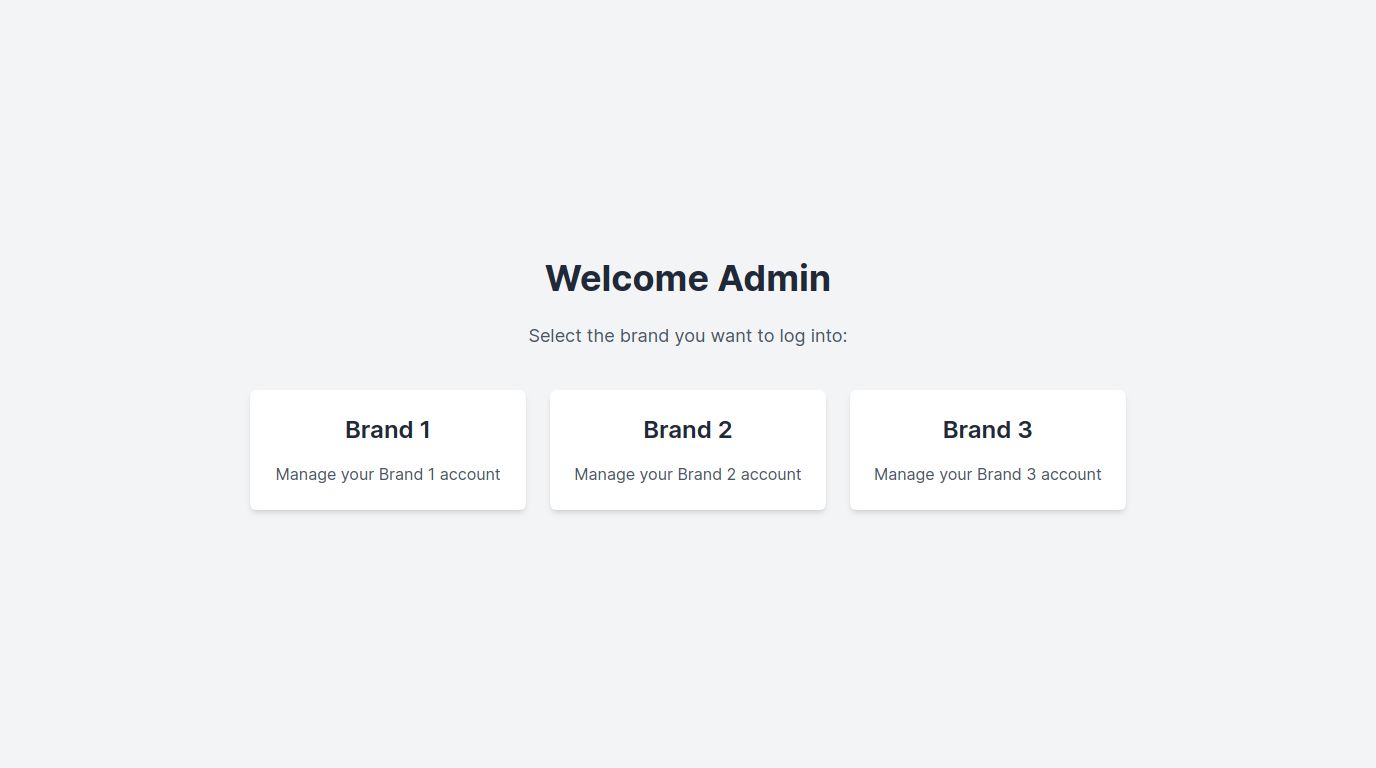 Welcome Admin
Select the brand you want to log into:
Brand 1
Manage your Brand 1 account
Brand 2
Manage your Brand 2 account
Brand 3
Manage your Brand 3 account